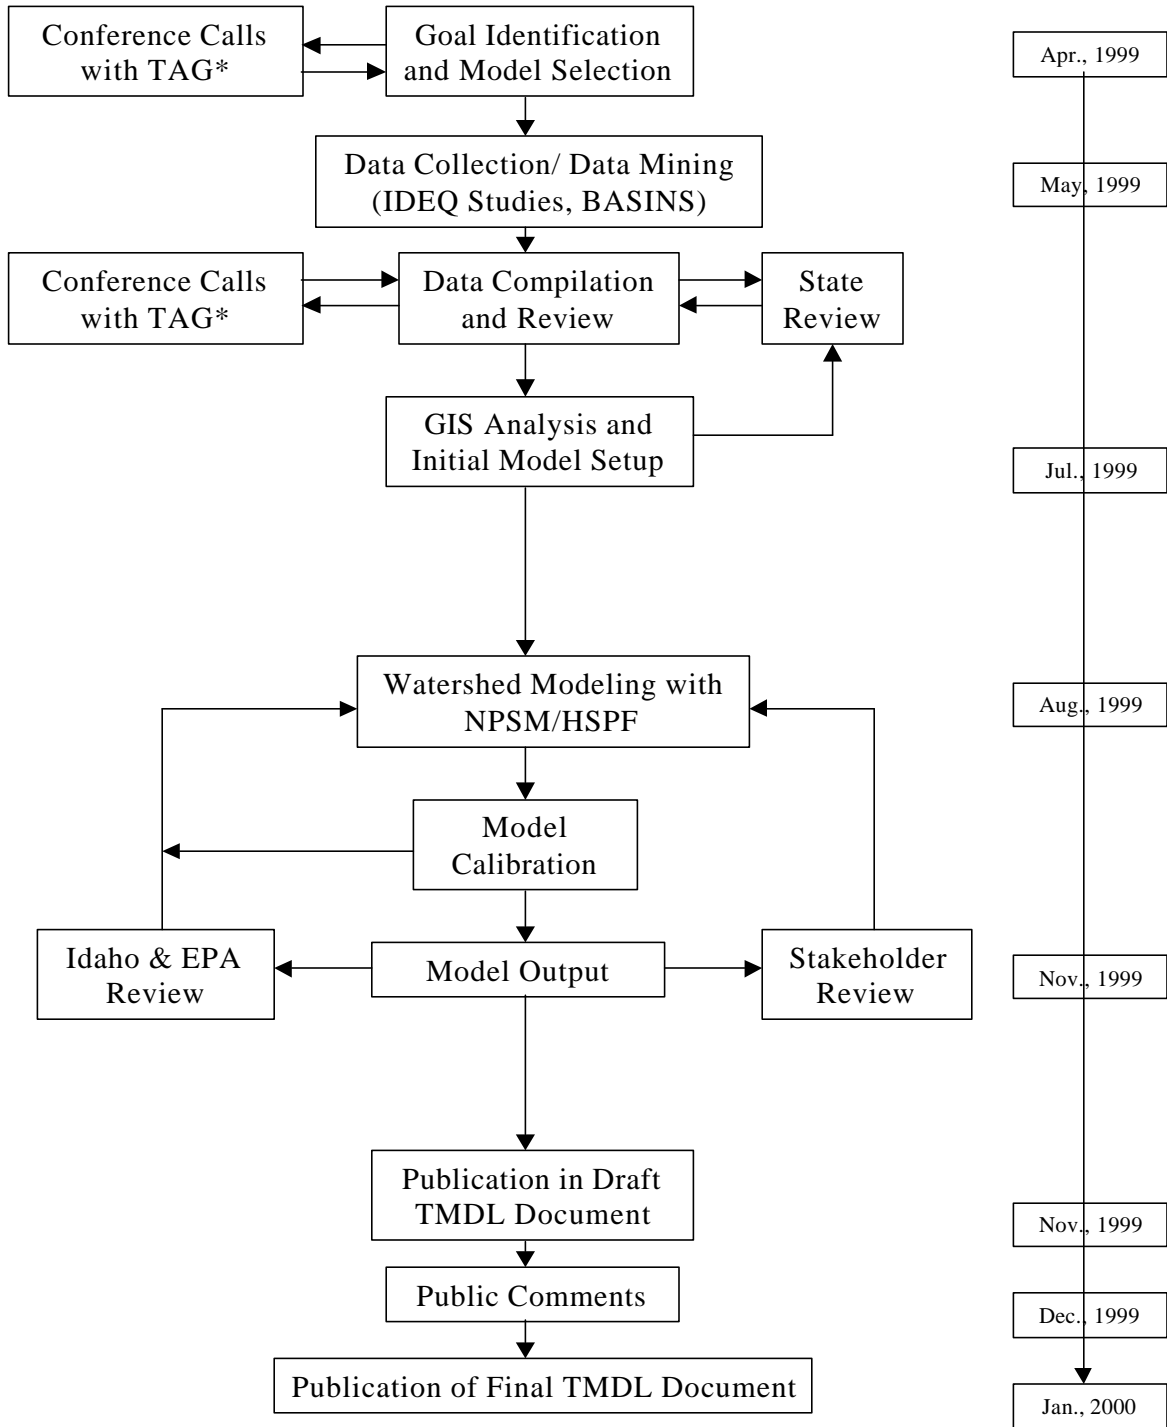 Conference Calls
with TAG*
Goal Identification
and Model Selection
Apr., 1999
Data Collection/ Data Mining
(IDEQ Studies, BASINS)
May, 1999
Conference Calls
with TAG*
Data Compilation
and Review
State
Review
GIS Analysis and
Initial Model Setup
Jul., 1999
Watershed Modeling with
NPSM/HSPF
Aug., 1999
Model
Calibration
Idaho & EPA
Review
Model Output
Stakeholder
Review
Nov., 1999
Publication in Draft
TMDL Document
Nov., 1999
Public Comments
Dec., 1999
Publication of Final TMDL Document
Jan., 2000